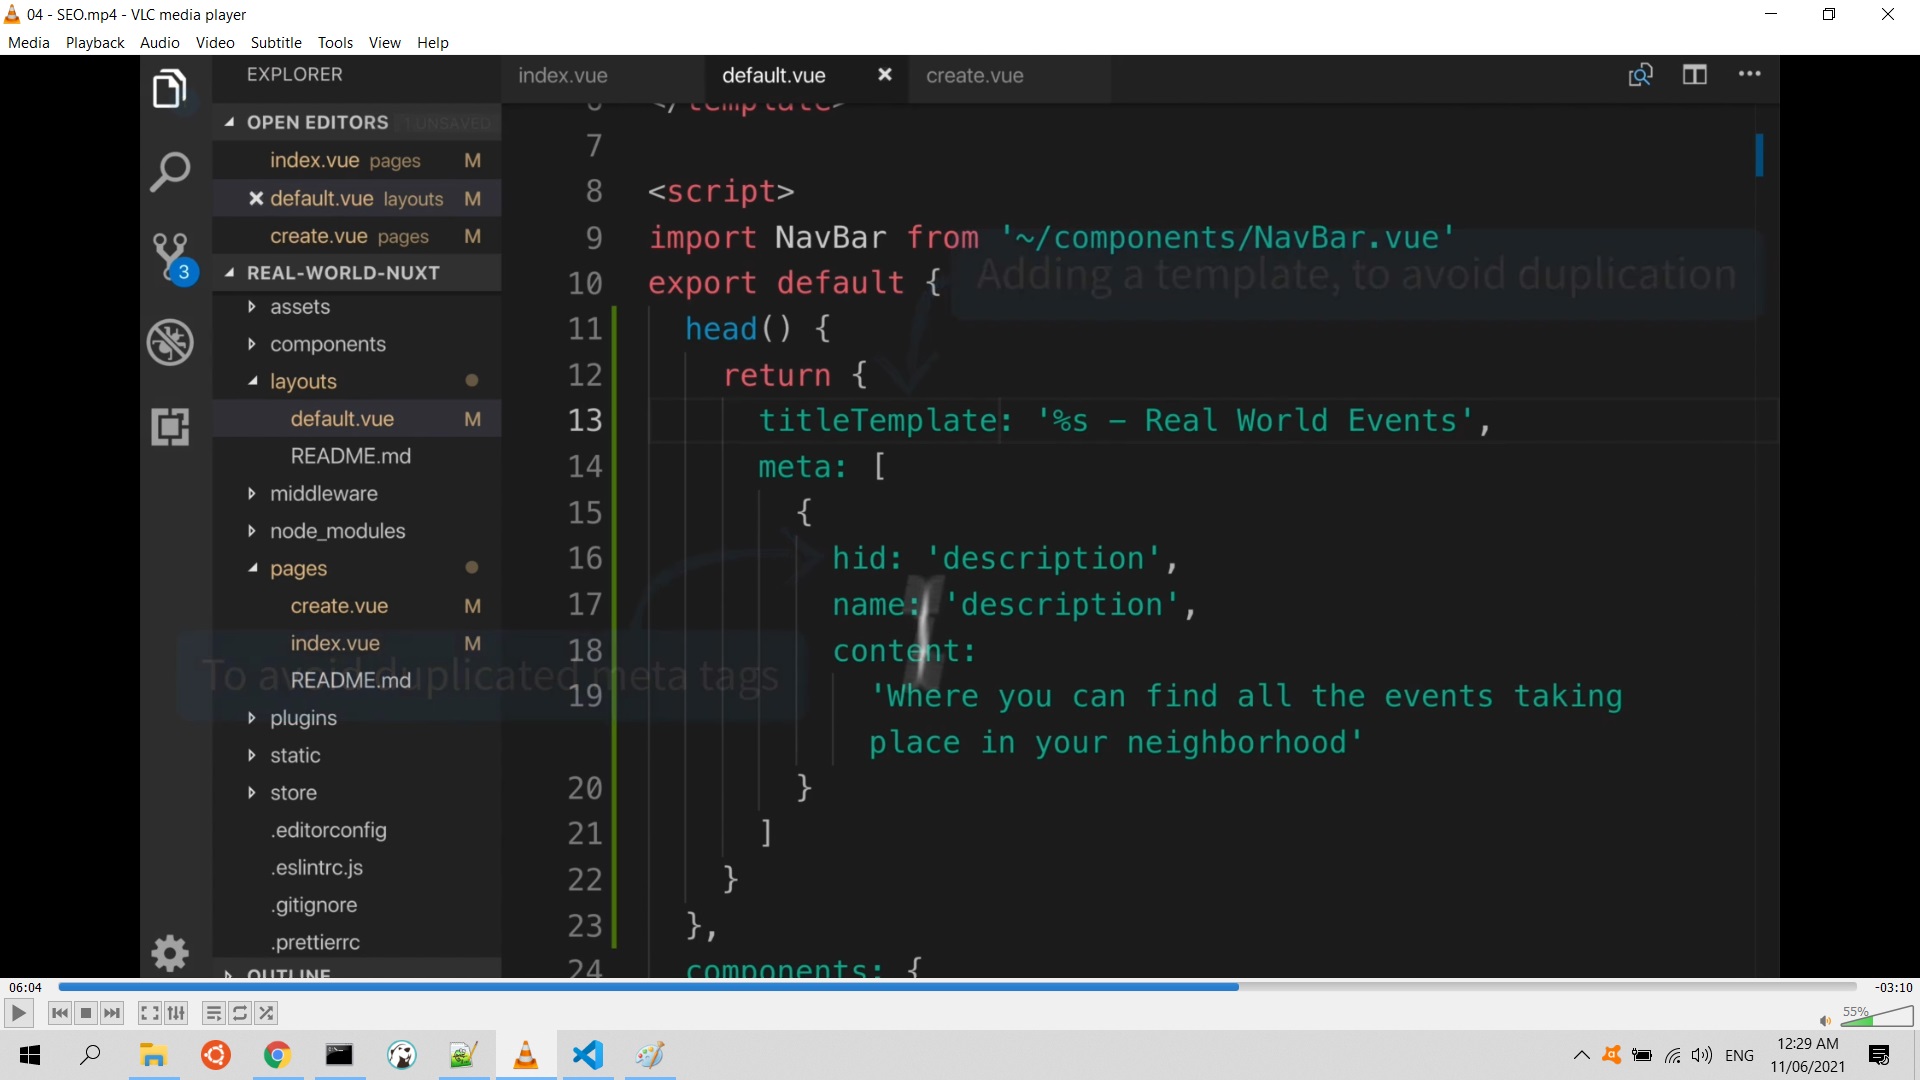 04 - SEO.mp4 - VLC media player
Media Playback Audio Video Subtitle Tools View Help
EXPLORER
OPEN EDITORS 1 UNSAVED
index.vue pages M
default.vue layouts M
create.vue pages M
REAL-WORLD-NUXT
assets
components
layouts
default.vue M
README.md
middleware
node_modules
pages
create.vue M
index.vue M
README.md
plugins
static
store
.editorconfig
.eslintrc.js
.gitignore
.prettierrc
OUTLINE
3
index.vue default.vue create.vue
6 </template>
7
8 <script>
9 import NavBar from '~/components/NavBar.vue'
10 export default {
11 head() {
12 return {
13 titleTemplate: '%s – Real World Events',
14 meta: [
15 {
16 hid: 'description',
17 name: 'description',
18 content:
19 'Where you can find all the events taking
place in your neighborhood'
20 }
21 ]
22 }
23 },
24 components: {
Adding a template, to avoid duplication
To avoid duplicated meta tags
06:04 -03:10
55%
ENG
12:29 AM
11/06/2021